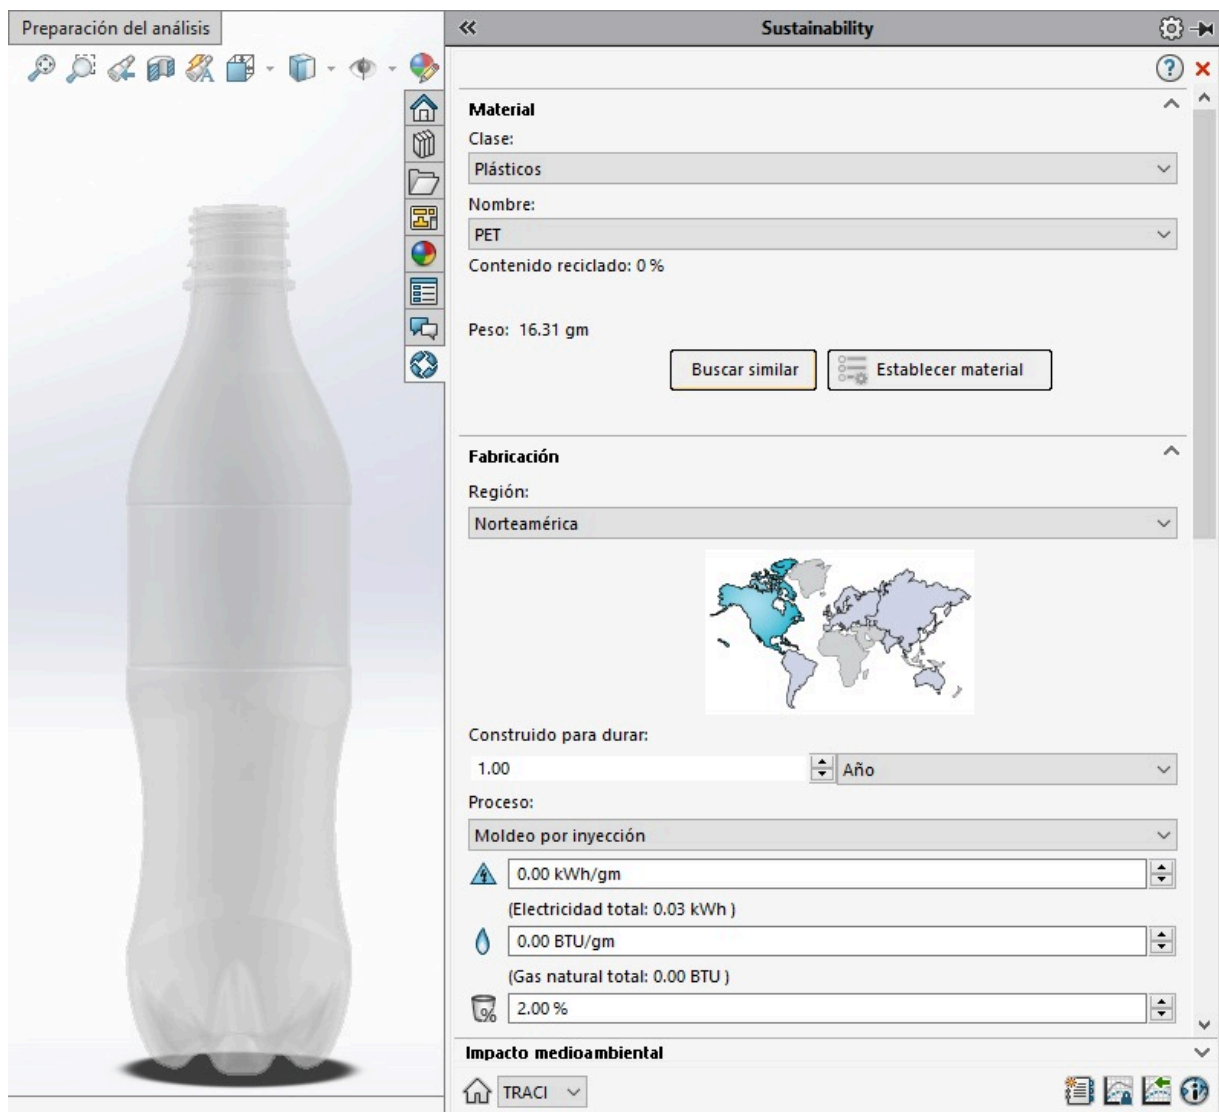 Preparación del análisis
Sustainability
Material
Clase:
Plásticos
Nombre:
PET
Contenido reciclado: 0 %
Peso: 16.31 gm
Buscar similar
Establecer material
Fabricación
Región:
Norteamérica
Construido para durar:
1.00
Año
Proceso:
Moldeo por inyección
0.00 kWh/gm
(Electricidad total: 0.03 kWh )
0.00 BTU/gm
(Gas natural total: 0.00 BTU )
2.00 %
Impacto medioambiental
TRACI